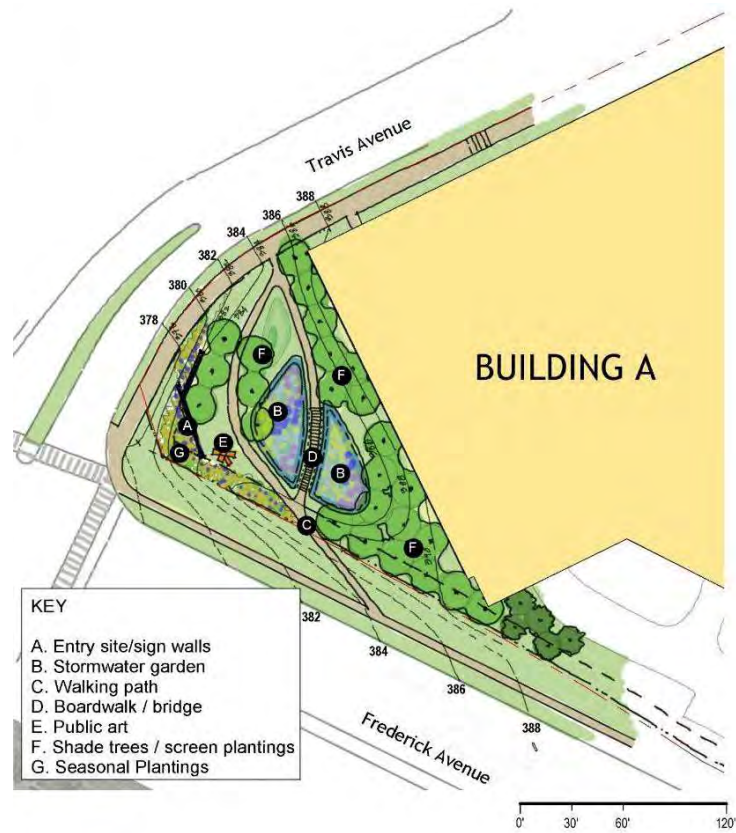 Travis Avenue
388
386
384
382
380
378
BUILDING A
F
F
B
A
E
D
G
B
C
F
KEY
A. Entry site/sign walls
B. Stormwater garden
C. Walking path
D. Boardwalk / bridge
E. Public art
F. Shade trees / screen plantings
G. Seasonal Plantings
382
384
386
388
Frederick Avenue
0' 30' 60' 120'